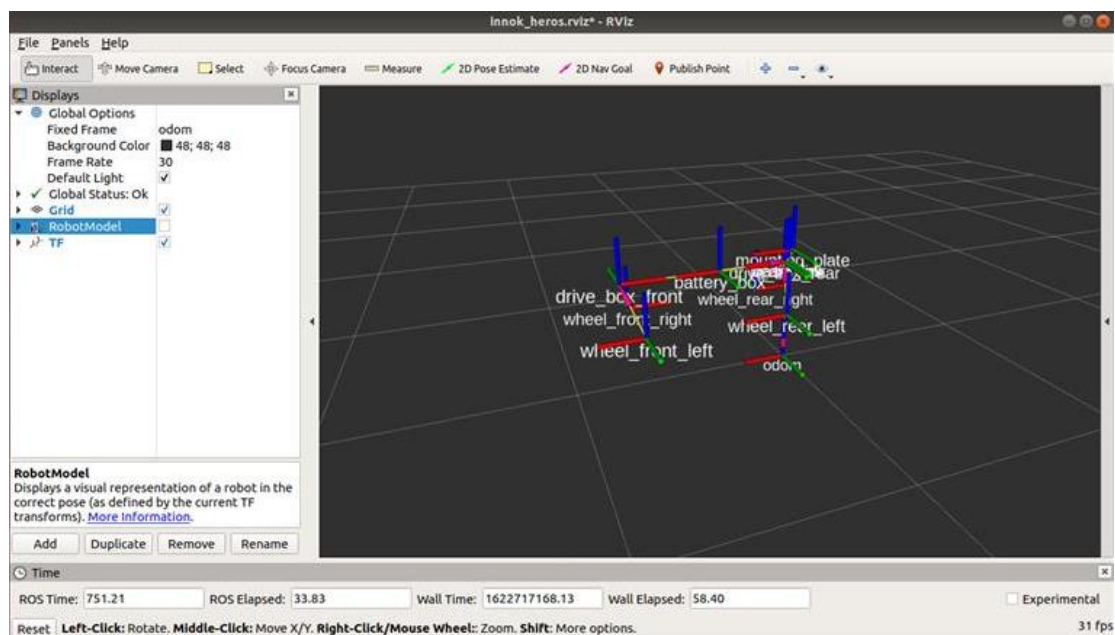 innok_heros.rviz* - RViz
File Panels Help
Interact Move Camera Select Focus Camera Measure 2D Pose Estimate 2D Nav Goal Publish Point
Displays
Global Options
Fixed Frame odom
Background Color 48; 48; 48
Frame Rate 30
Default Light
Global Status: Ok
Grid
RobotModel
TF
mounting_plate
battery_box
drive_box_front
wheel_rear_right
wheel_front_right
wheel_rear_left
wheel_front_left
odom
RobotModel
Displays a visual representation of a robot in the
correct pose (as defined by the current TF
transforms). More Information.
Add Duplicate Remove Rename
Time
ROS Time: 751.21 ROS Elapsed: 33.83 Wall Time: 1622717168.13 Wall Elapsed: 58.40 Experimental
Reset Left-Click: Rotate. Middle-Click: Move X/Y. Right-Click/Mouse Wheel:: Zoom. Shift: More options. 31 fps